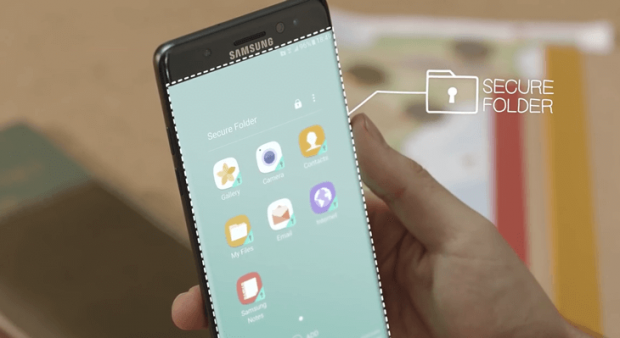 SAMSUNG
SECURE
FOLDER
Secure Folder
Gallery
Camera
Contacts
My Files
Email
Internet
Samsung
Notes
ADD